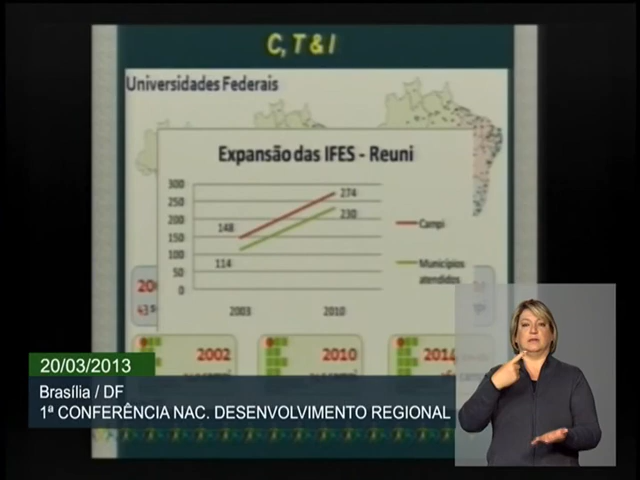 C, T & I
Universidades Federais
Expansão das IFES - Reuni
300
250
200
150
100
50
0
148
114
274
230
2003
2010
Campi
Municípios
atendidos
2002
2010
2014
20/03/2013
Brasília / DF
1ª CONFERÊNCIA NAC. DESENVOLVIMENTO REGIONAL